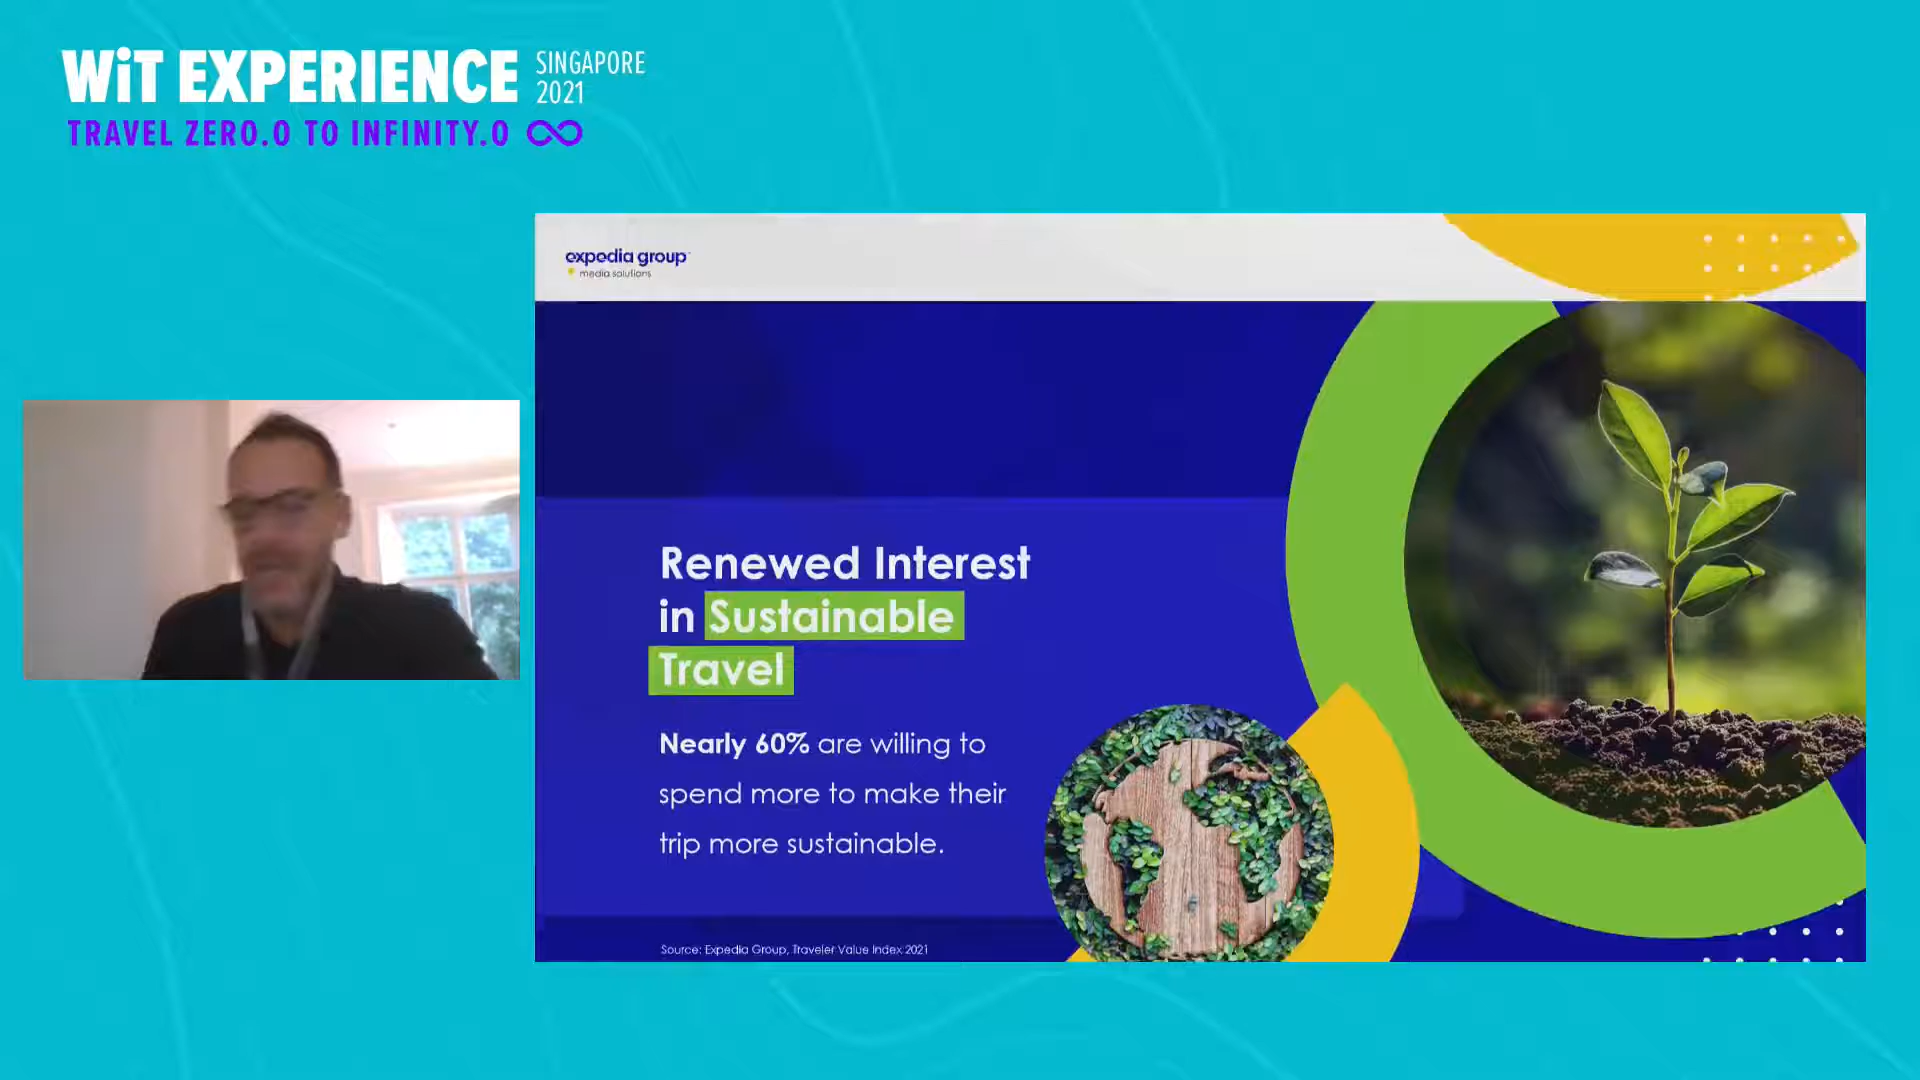 WiT EXPERIENCE SINGAPORE
2021
TRAVEL ZERO.0 TO INFINITY.0
expedia group™
media solutions
Renewed Interest
in Sustainable
Travel
Nearly 60% are willing to
spend more to make their
trip more sustainable.
Source: Expedia Group, Traveler Value Index 2021